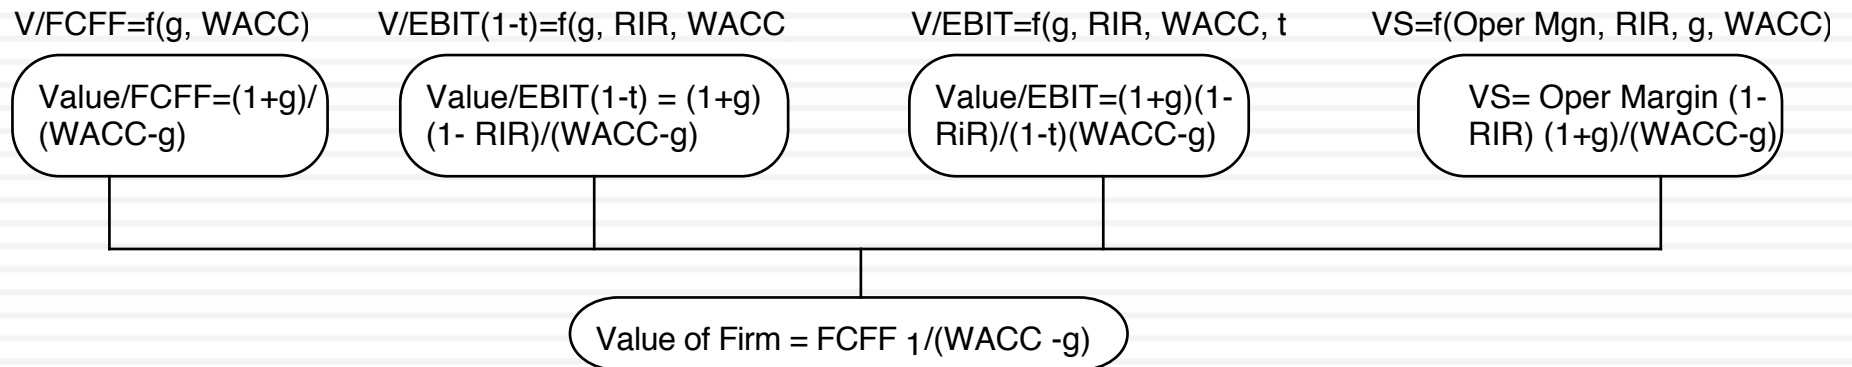 V/FCFF=f(g, WACC)
V/EBIT(1-t)=f(g, RIR, WACC
V/EBIT=f(g, RIR, WACC, t
VS=f(Oper Mgn, RIR, g, WACC)
Value/FCFF=(1+g)/
(WACC-g)
Value/EBIT(1-t) = (1+g)
(1- RIR)/(WACC-g)
Value/EBIT=(1+g)(1-
RiR)/(1-t)(WACC-g)
VS= Oper Margin (1-
RIR) (1+g)/(WACC-g)
Value of Firm = FCFF 1/(WACC -g)